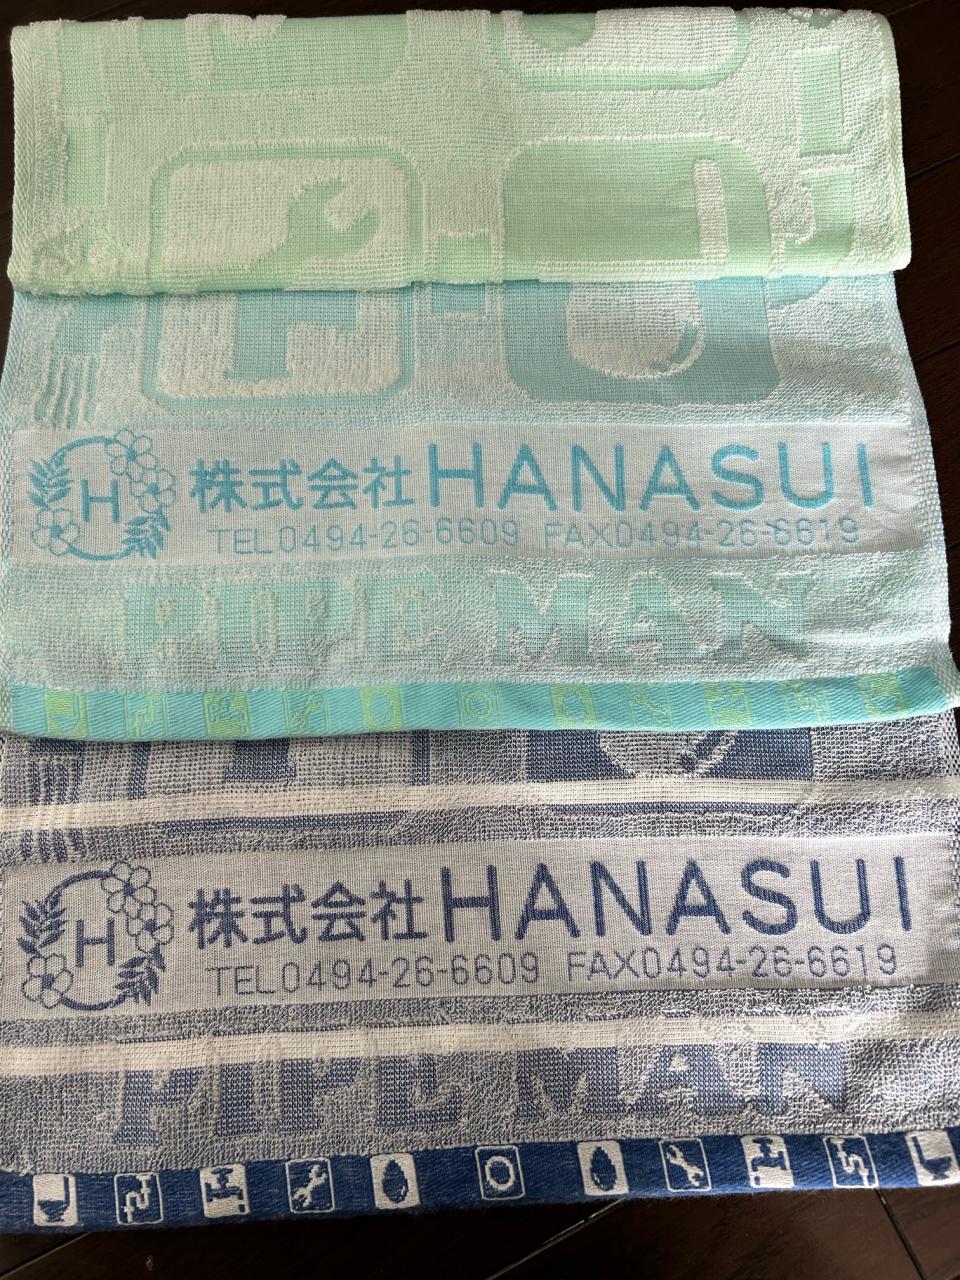 H
株式会社HANASUI
TEL0494-26-6609 FAX0494-26-6619
PIPE MAN
H
株式会社HANASUI
TEL0494-26-6609 FAX0494-26-6619
PIPE MAN